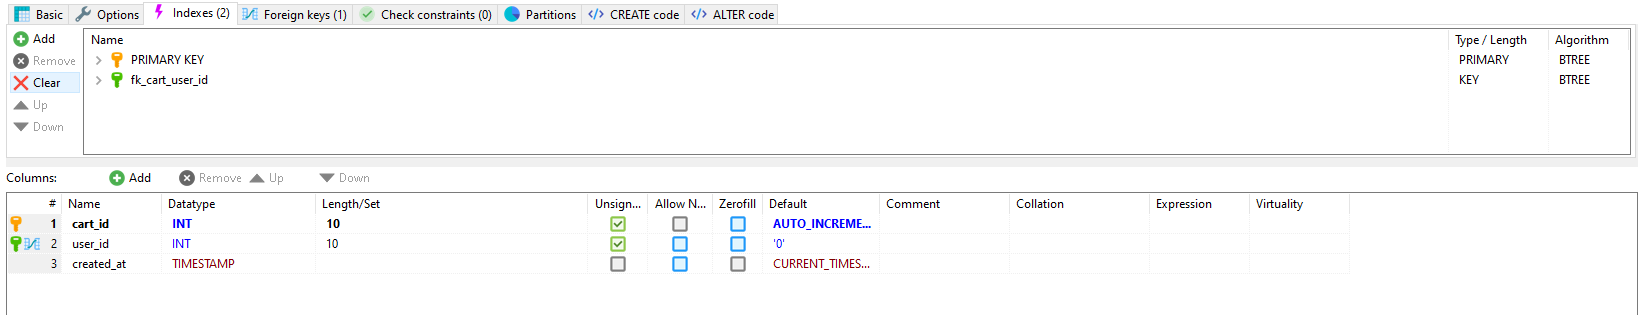 Basic Options Indexes (2) Foreign keys (1) Check constraints (0) Partitions CREATE code ALTER code
Add
Remove
Clear
Up
Down
Name Type / Length Algorithm
PRIMARY KEY PRIMARY BTREE
fk_cart_user_id KEY BTREE
Columns: Add Remove Up Down
# Name Datatype Length/Set Unsign... Allow N... Zerofill Default Comment Collation Expression Virtuality
1 cart_id INT 10 AUTO_INCREME...
2 user_id INT 10 '0'
3 created_at TIMESTAMP CURRENT_TIMES...